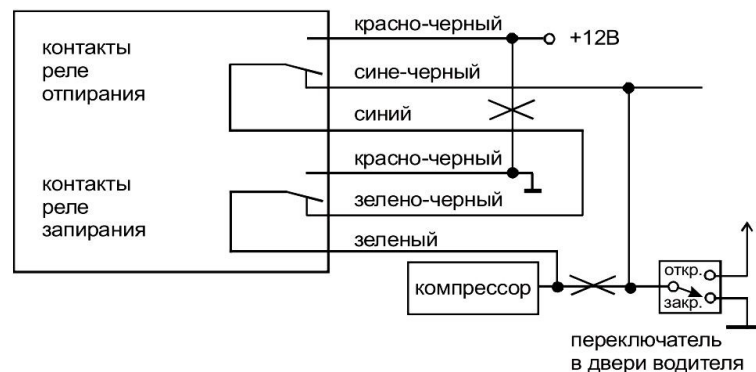 красно-черный
+12В
контакты
реле
отпирания
сине-черный
синий
красно-черный
контакты
реле
запирания
зелено-черный
зеленый
компрессор
откр.
закр.
переключатель
в двери водителя